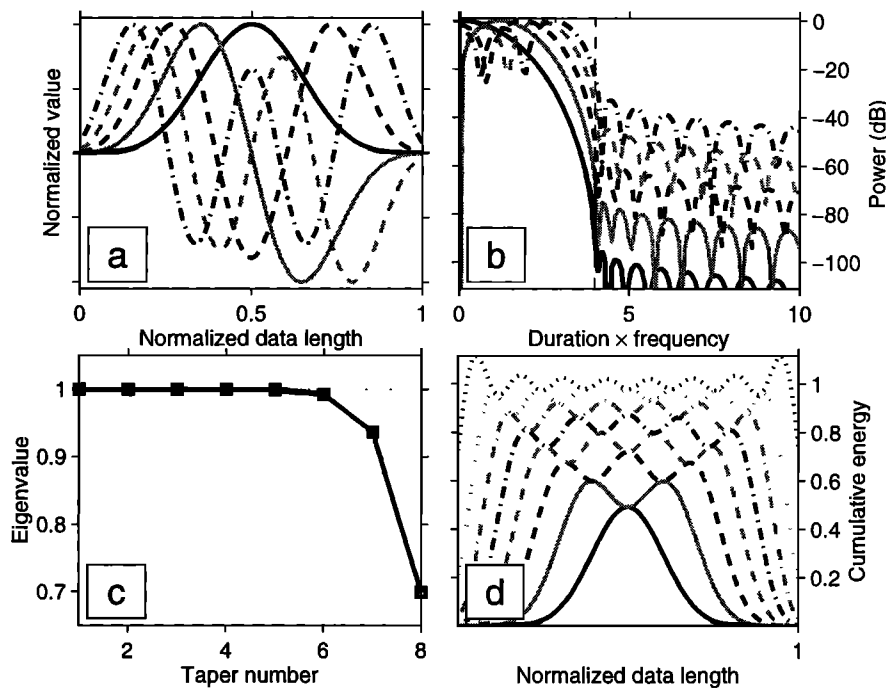 Normalized value
a
0
0.5
1
Normalized data length
0
−20
−40
−60
−80
−100
Power (dB)
b
0
5
10
Duration × frequency
1
0.9
0.8
0.7
Eigenvalue
c
2
4
6
8
Taper number
1
0.8
0.6
0.4
0.2
Cumulative energy
d
1
Normalized data length